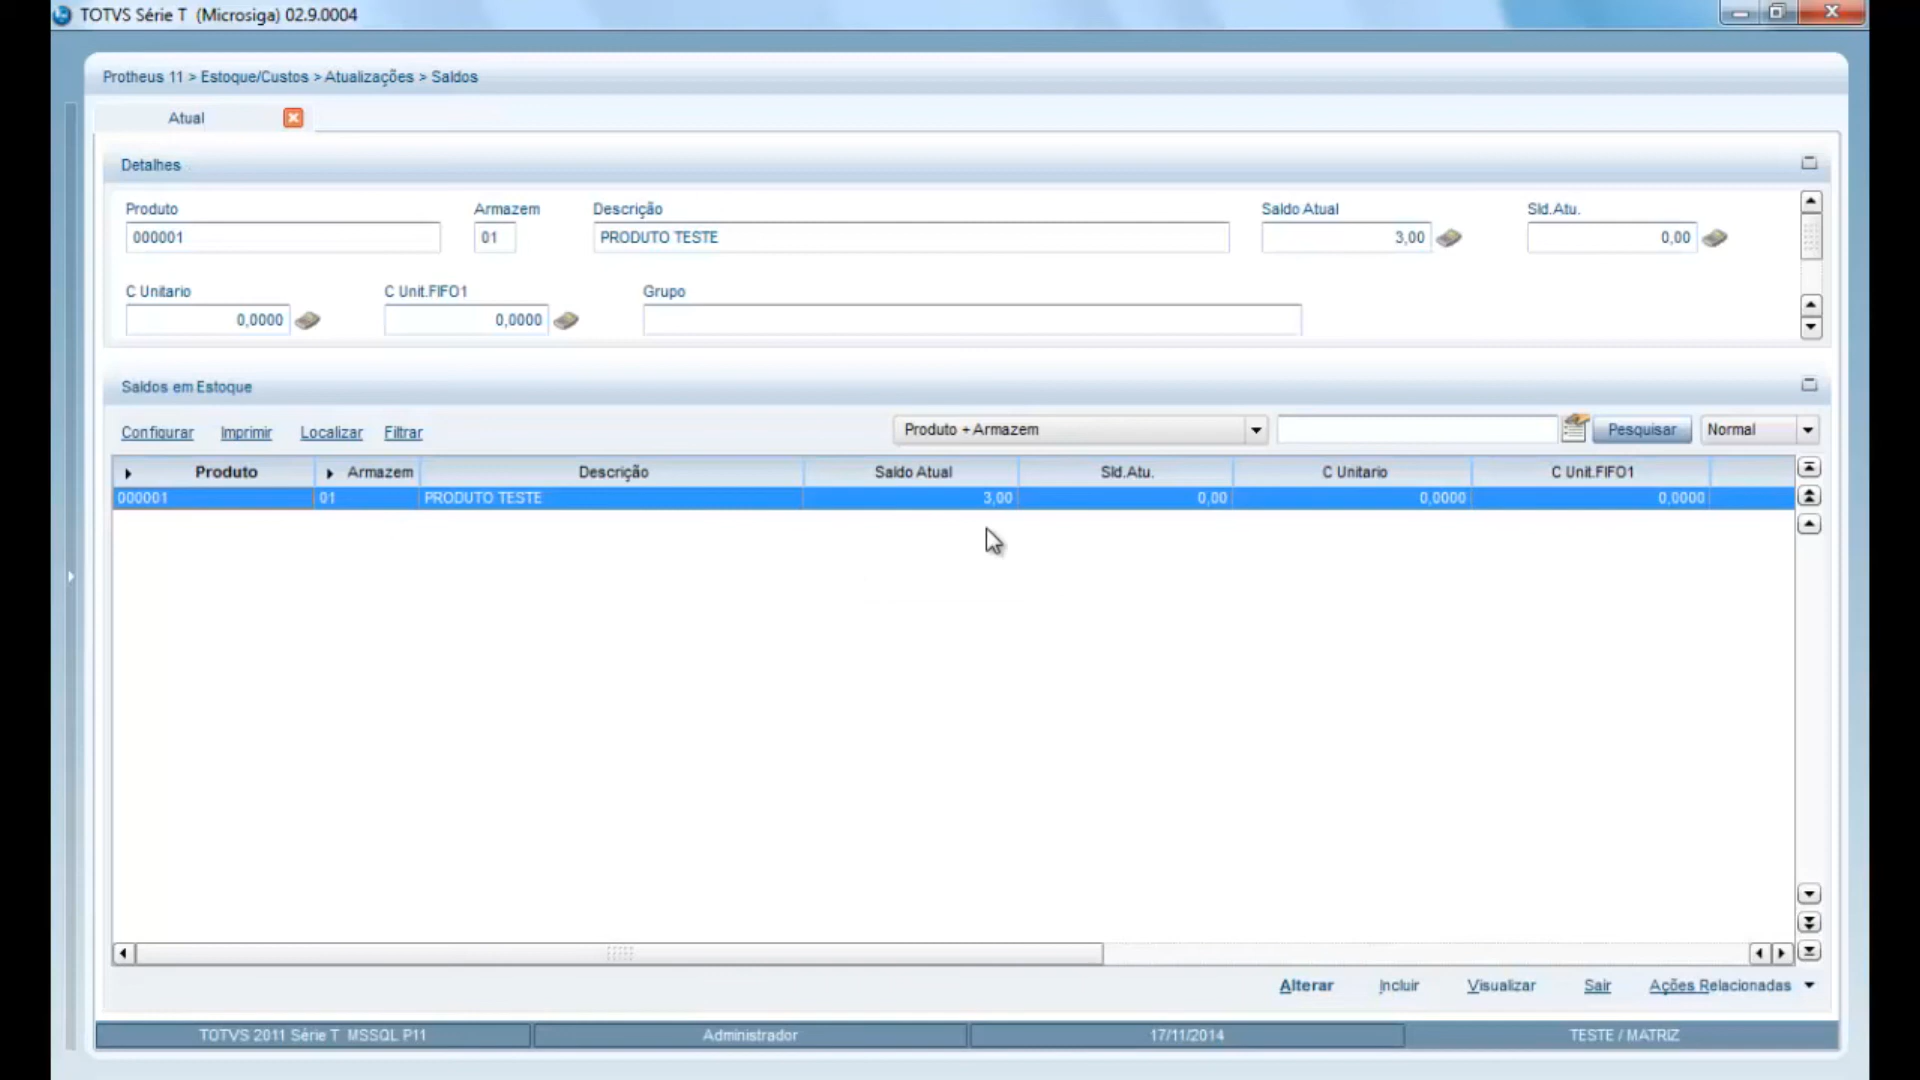 TOTVS Série T (Microsiga) 02.9.0004
Protheus 11 > Estoque/Custos > Atualizações > Saldos
Atual
Detalhes
Produto Armazem Descrição Saldo Atual Sld.Atu.
000001 01 PRODUTO TESTE 3,00 0,00
C Unitario C Unit.FIFO1 Grupo
0,0000 0,0000
Saldos em Estoque
Configurar Imprimir Localizar Filtrar Produto + Armazem Pesquisar Normal
Produto Armazem Descrição Saldo Atual Sld.Atu. C Unitario C Unit.FIFO1
000001 01 PRODUTO TESTE 3,00 0,00 0,0000 0,0000
Alterar Incluir Visualizar Sair Ações Relacionadas
TOTVS 2011 Série T MSSQL P11 Administrador 17/11/2014 TESTE / MATRIZ